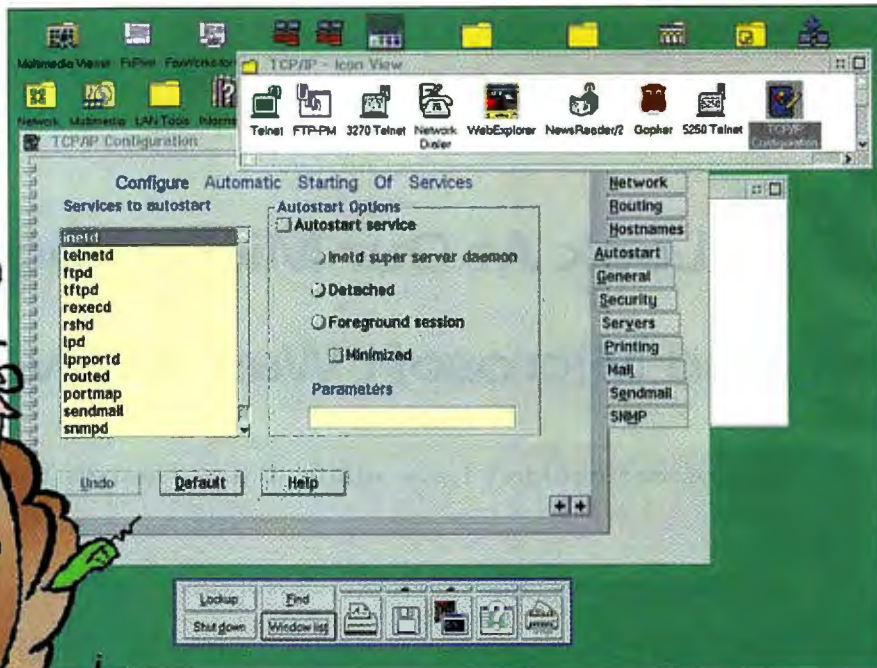 TCP/IP - Icon View
Network Multimedia LAN Tools
Telnet FTP-PM 3270 Telnet Network Dialer WebExplorer NewsReader/2 Gopher 5250 Telnet TCP/IP Configuration
TCP/IP Configuration
Configure Automatic Starting Of Services
Services to autostart
inetd
telnetd
ftpd
tftpd
rexecd
rshd
lpd
lprportd
routed
portmap
sendmail
snmpd
Autostart Options
Autostart service
Inetd super server daemon
Detached
Foreground session
Minimized
Parameters
Undo Default Help
Network
Routing
Hostnames
Autostart
General
Security
Servers
Printing
Mail
Sendmail
SNMP
Lockup Find
Shut down Window list